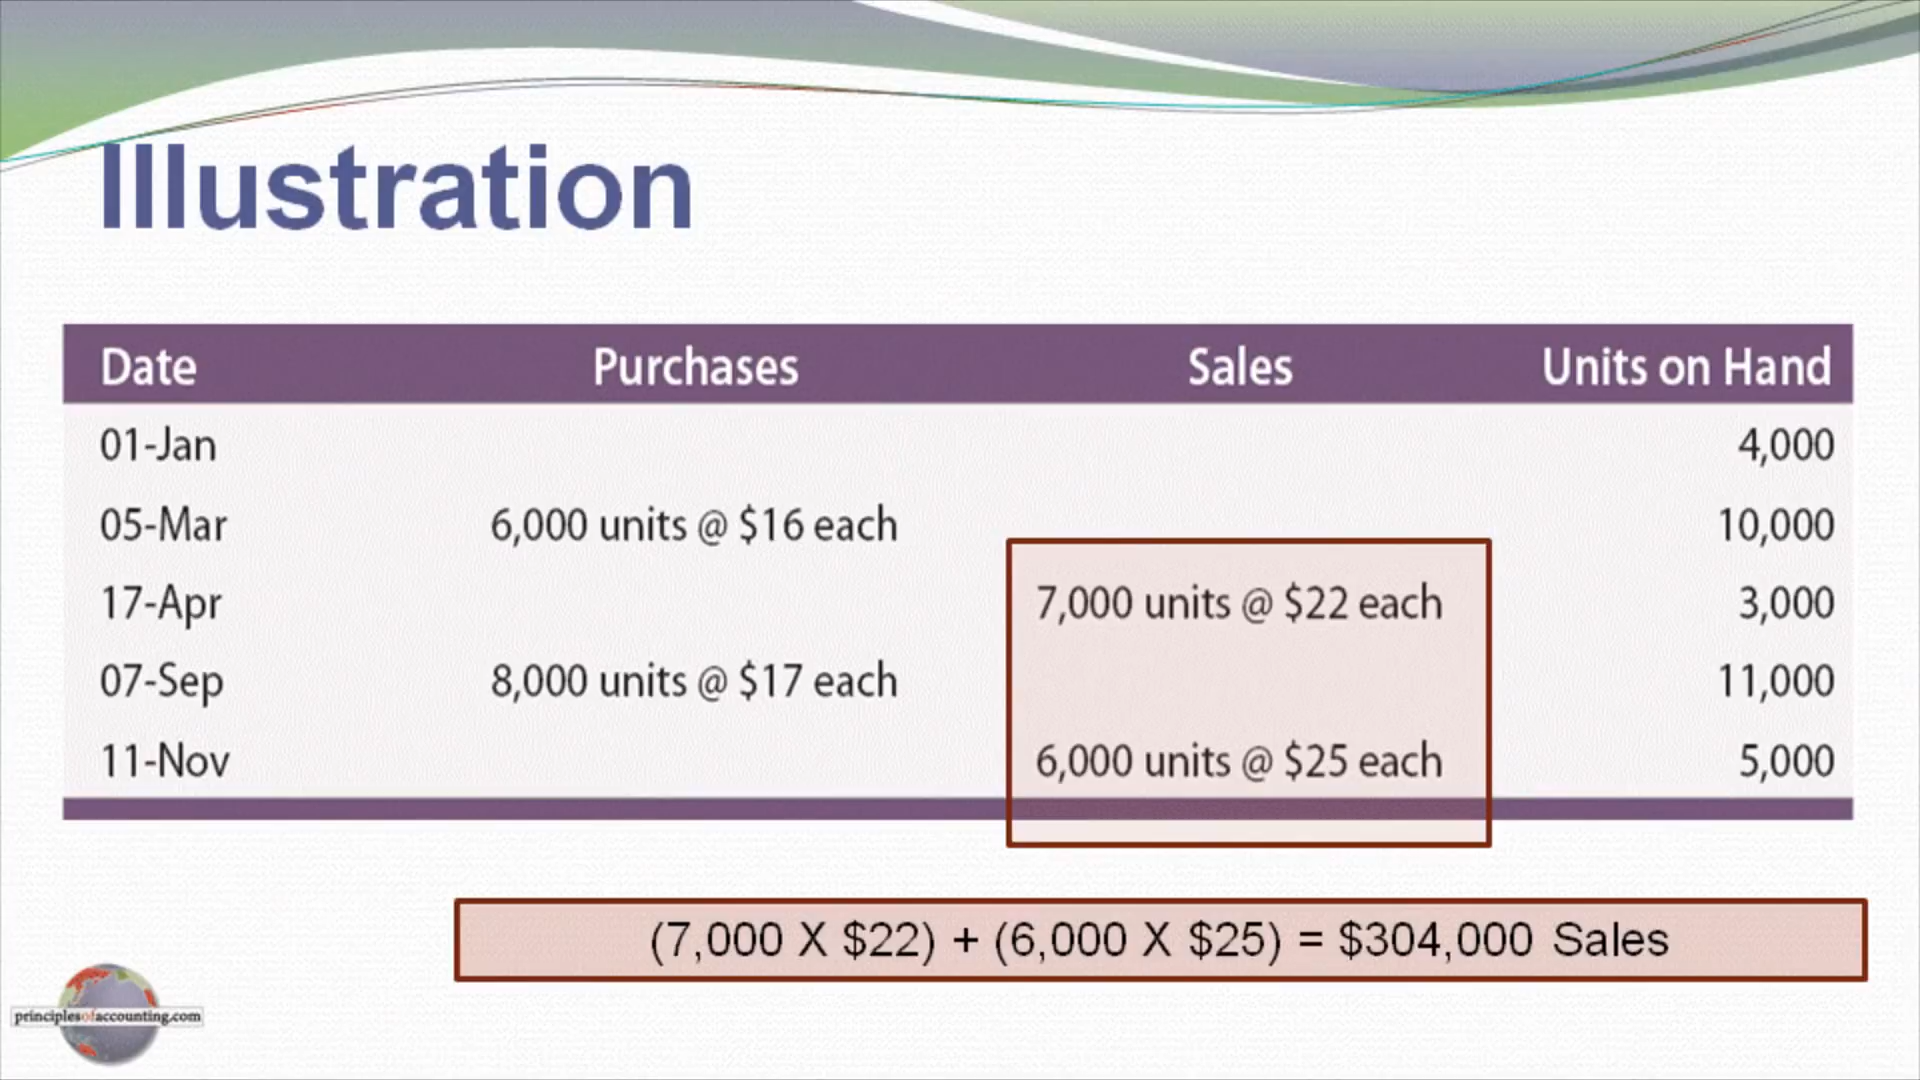 Illustration
Date Purchases Sales Units on Hand
01-Jan 4,000
05-Mar 6,000 units @ $16 each 10,000
17-Apr 7,000 units @ $22 each 3,000
07-Sep 8,000 units @ $17 each 11,000
11-Nov 6,000 units @ $25 each 5,000
(7,000 X $22) + (6,000 X $25) = $304,000 Sales
principlesofaccounting.com